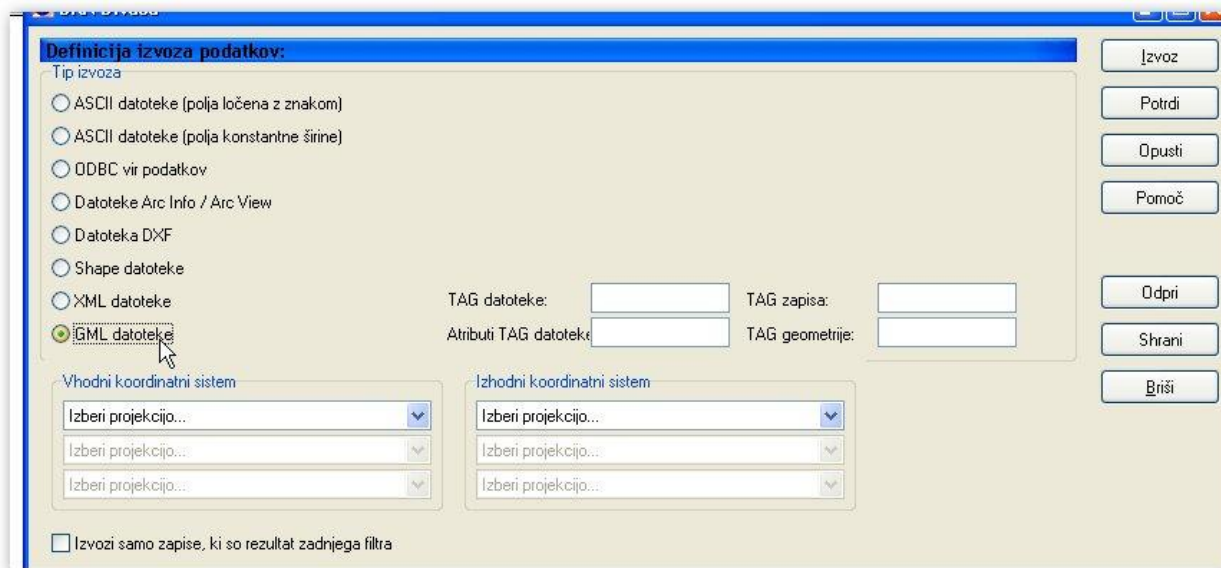 Definicija izvoza podatkov:
Tip izvoza
ASCII datoteke (polja ločena z znakom)
ASCII datoteke (polja konstantne širine)
ODBC vir podatkov
Datoteke Arc Info / Arc View
Datoteka DXF
Shape datoteke
XML datoteke
TAG datoteke:
TAG zapisa:
GML datoteke
Atributi TAG datoteke
TAG geometrije:
Vhodni koordinatni sistem
Izberi projekcijo...
Izberi projekcijo...
Izberi projekcijo...
Izhodni koordinatni sistem
Izberi projekcijo...
Izberi projekcijo...
Izberi projekcijo...
Izvozi samo zapise, ki so rezultat zadnjega filtra
Izvoz
Potrdi
Opusti
Pomoč
Odpri
Shrani
Briši